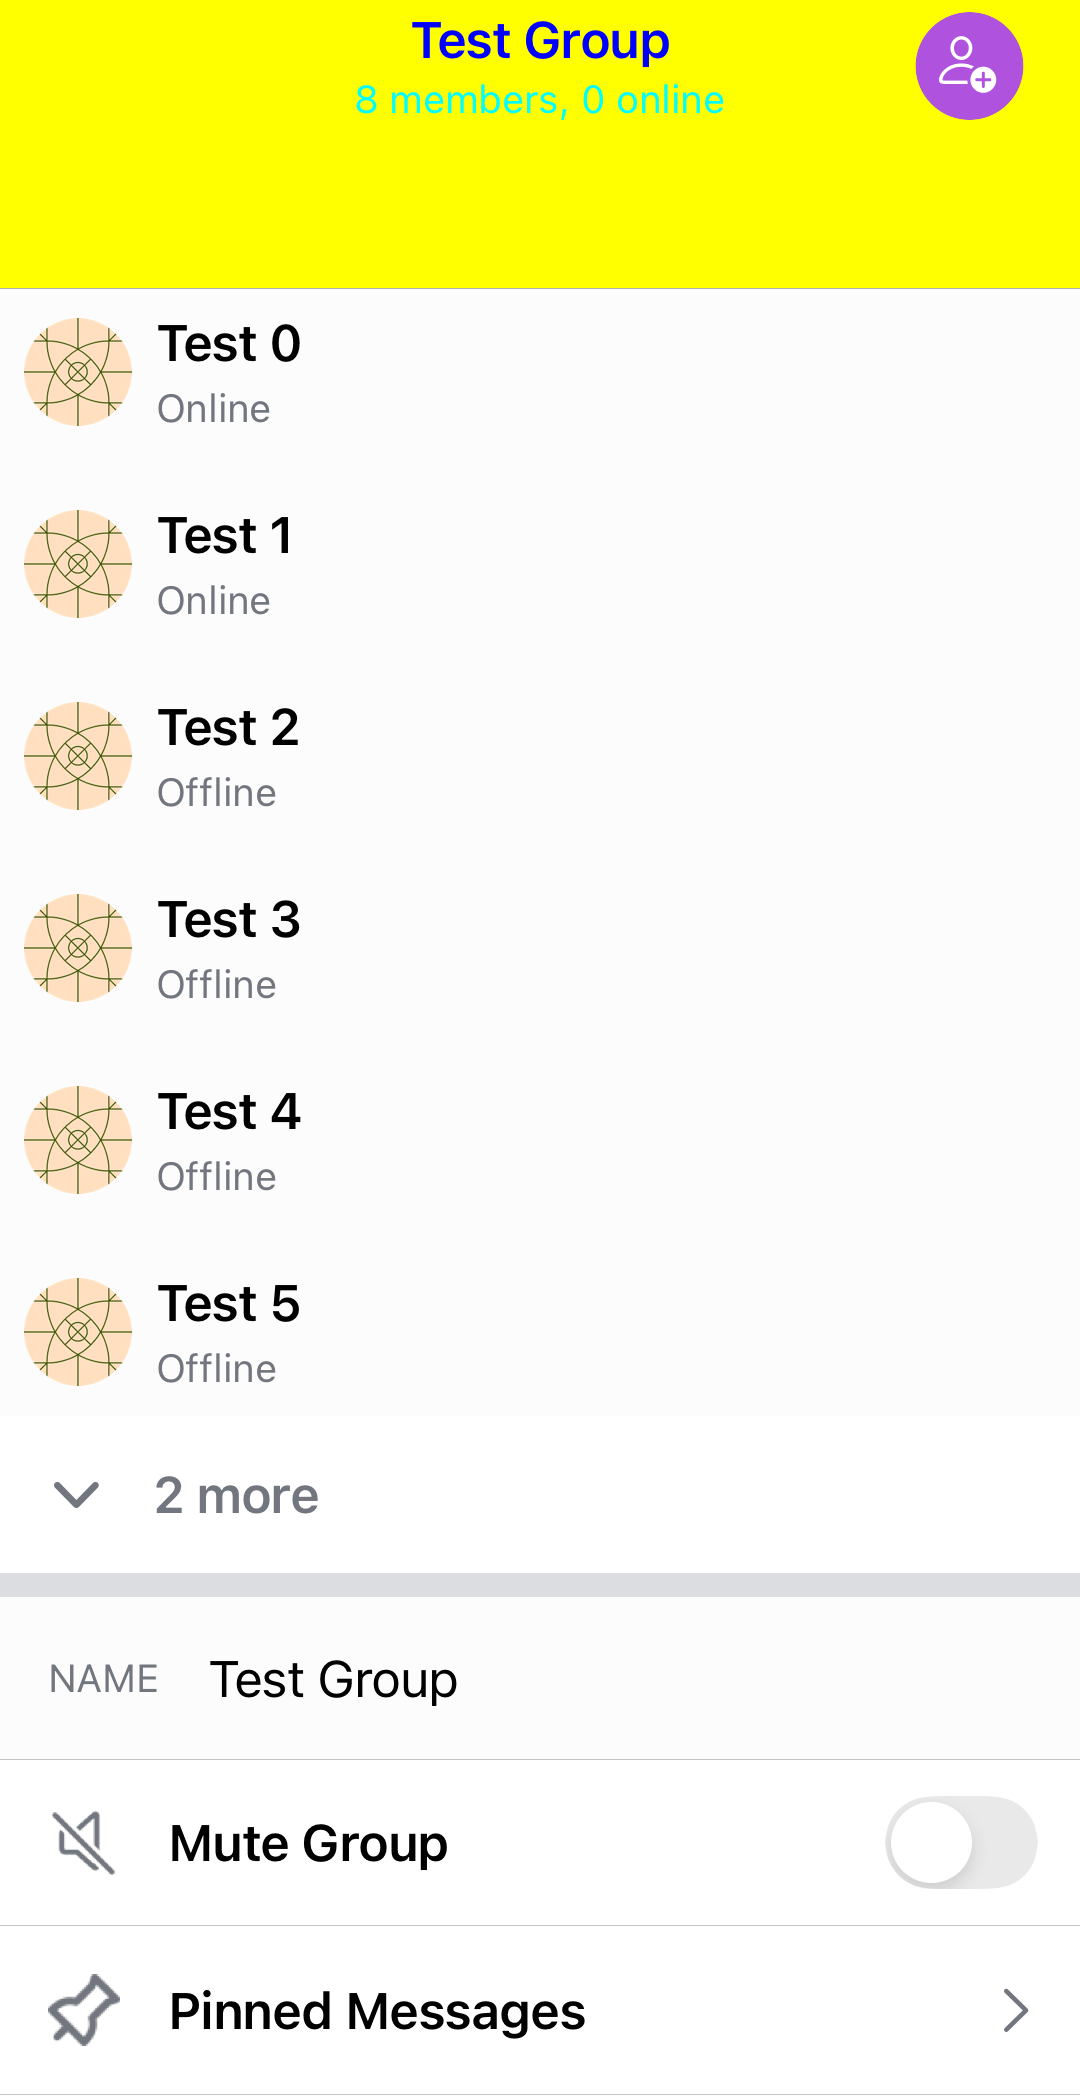 Test Group
8 members, 0 online
Test 0
Online
Test 1
Online
Test 2
Offline
Test 3
Offline
Test 4
Offline
Test 5
Offline
2 more
NAME Test Group
Mute Group
Pinned Messages